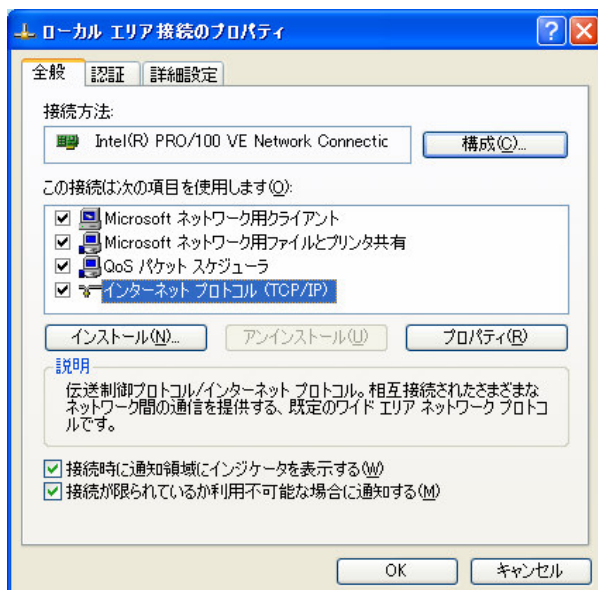 ローカル エリア接続のプロパティ
全般 認証 詳細設定
接続方法:
Intel(R) PRO/100 VE Network Connectic
構成(C)...
この接続は次の項目を使用します(O):
Microsoft ネットワーク用クライアント
Microsoft ネットワーク用ファイルとプリンタ共有
QoS パケット スケジューラ
インターネット プロトコル (TCP/IP)
インストール(N)... アンインストール(U) プロパティ(R)
説明
伝送制御プロトコル/インターネット プロトコル。相互接続されたさまざまな
ネットワーク間の通信を提供する、既定のワイド エリア ネットワーク プロトコ
ルです。
接続時に通知領域にインジケータを表示する(W)
接続が限られているか利用不可能な場合に通知する(M)
OK キャンセル